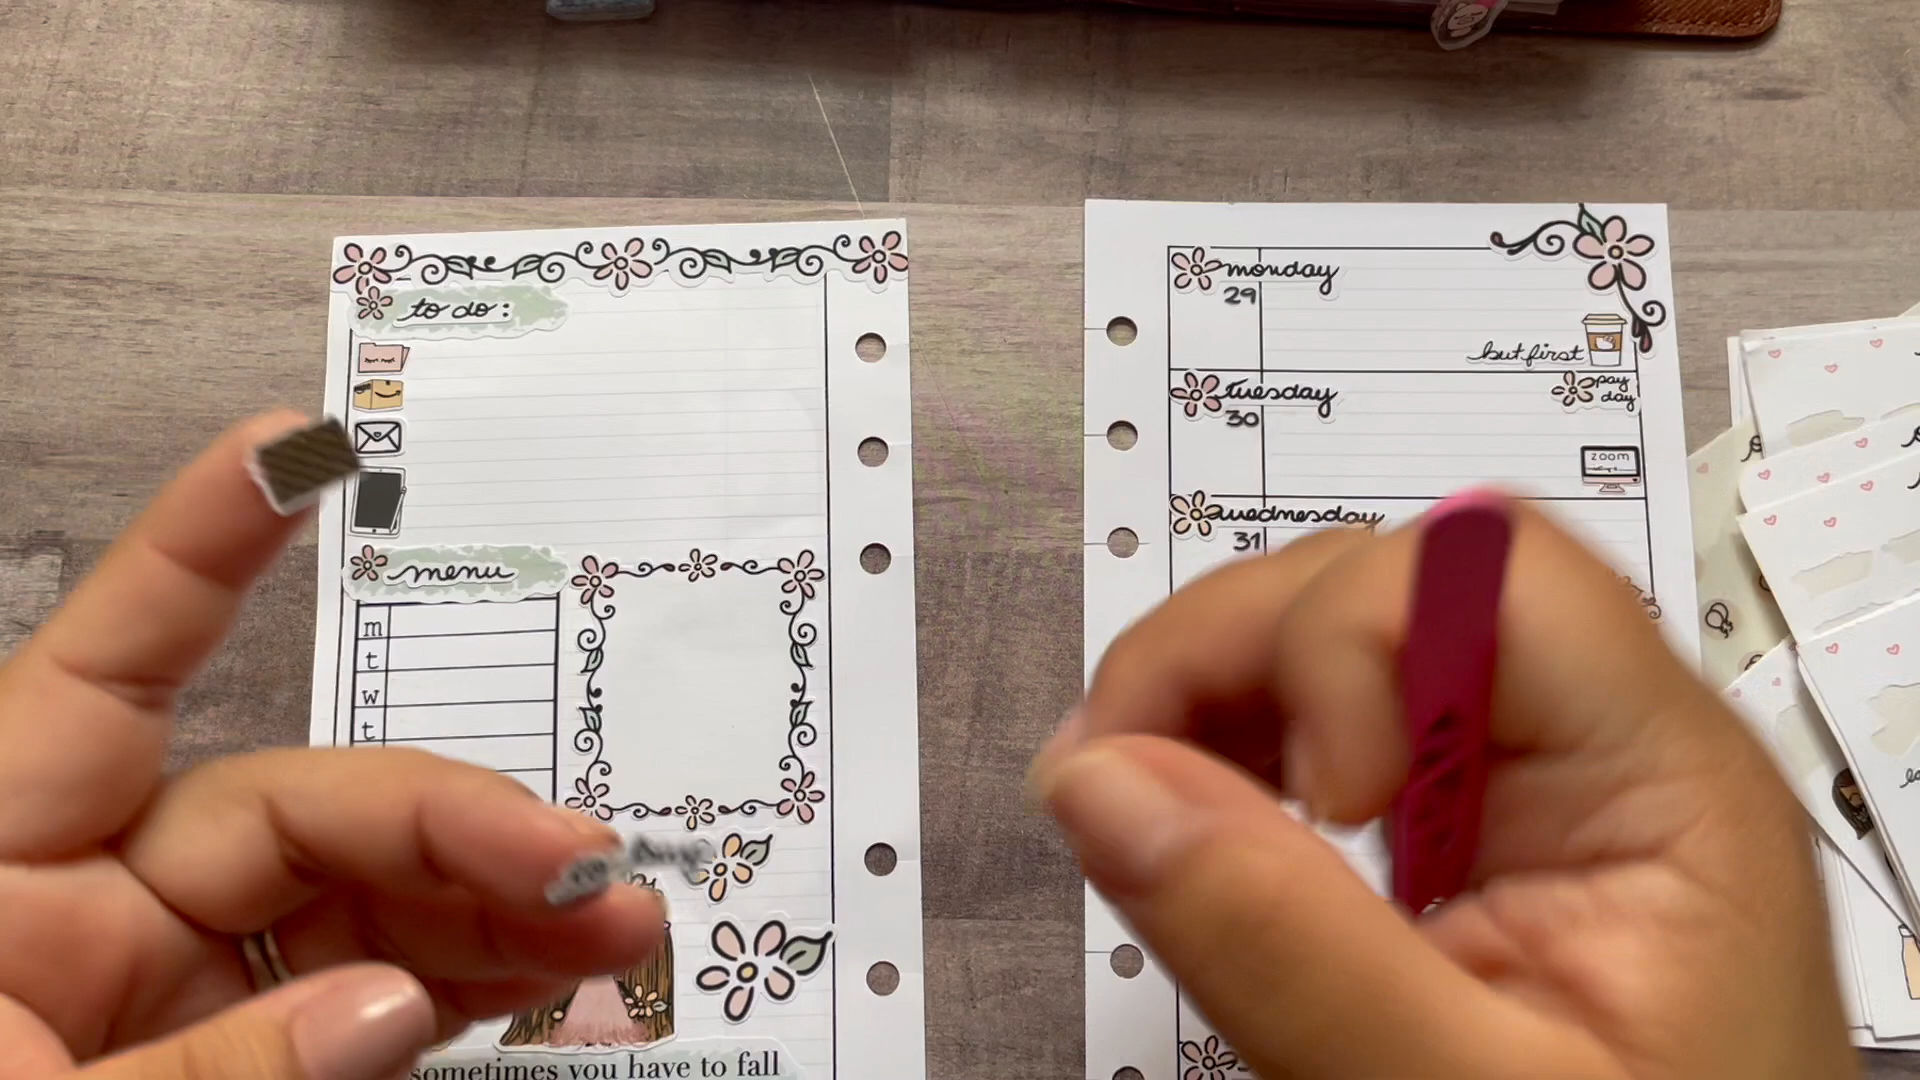 to do:
menu
m
t
w
t
sometimes you have to fall
monday
29
but first
tuesday
30
pay
day
zoom
wednesday
31